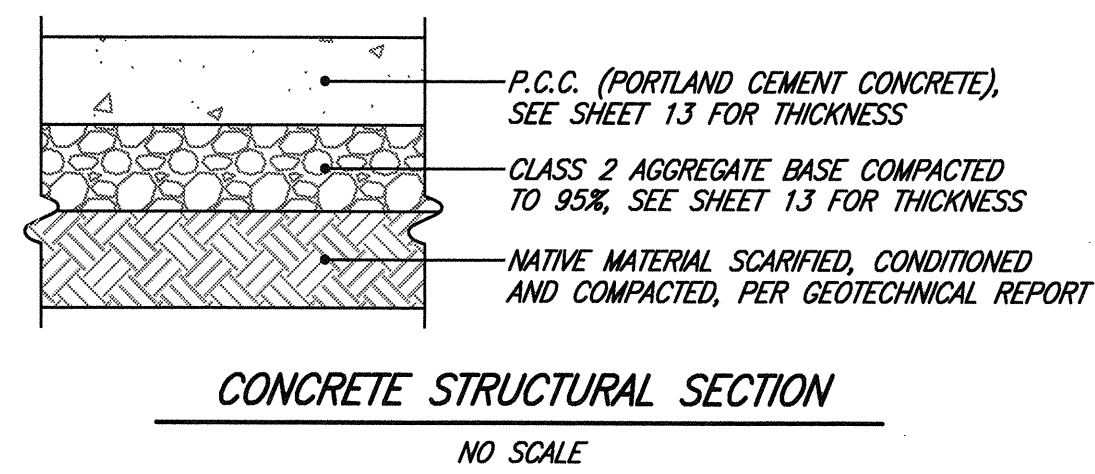 P.C.C. (PORTLAND CEMENT CONCRETE),
SEE SHEET 13 FOR THICKNESS
CLASS 2 AGGREGATE BASE COMPACTED
TO 95%, SEE SHEET 13 FOR THICKNESS
NATIVE MATERIAL SCARIFIED, CONDITIONED
AND COMPACTED, PER GEOTECHNICAL REPORT
CONCRETE STRUCTURAL SECTION
NO SCALE